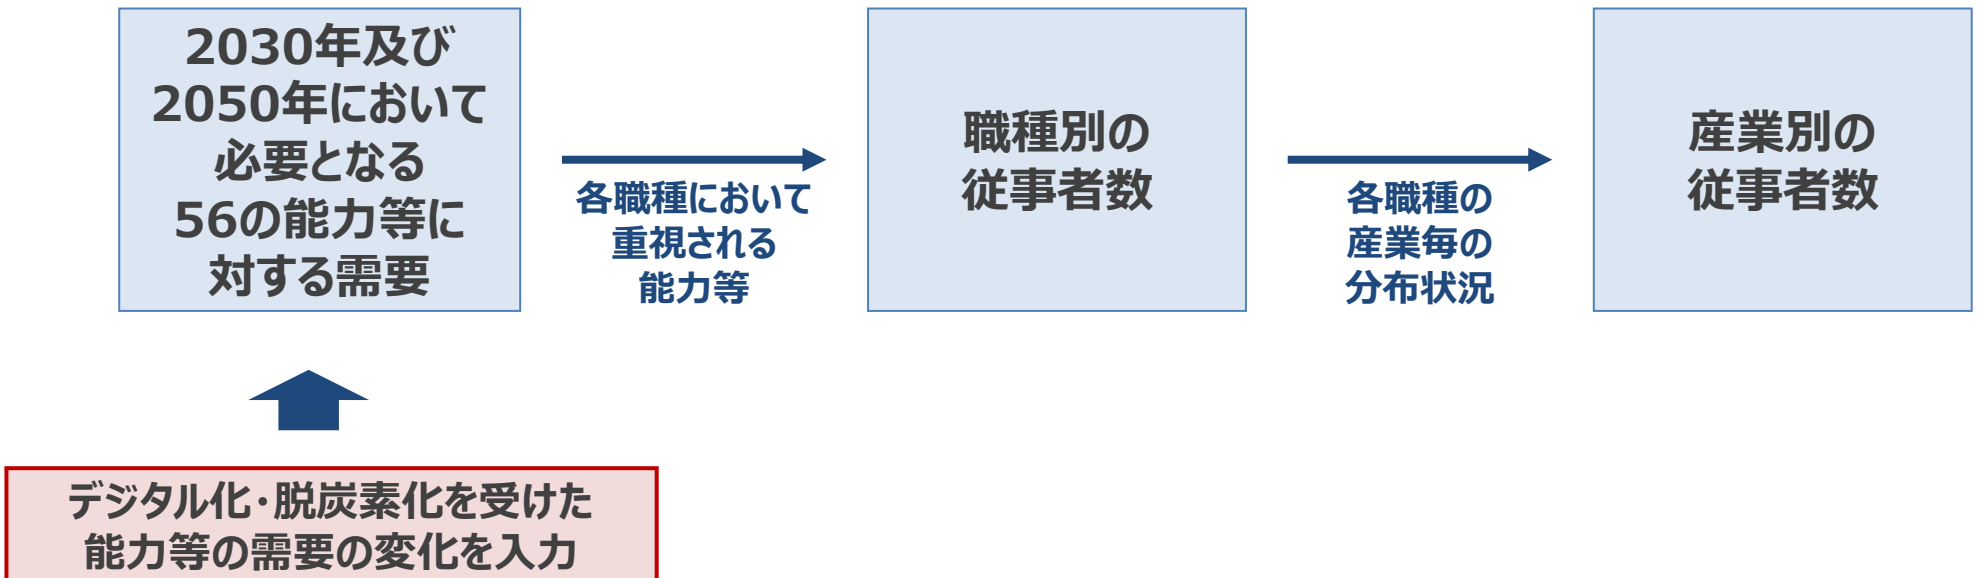 2030年及び
2050年において
必要となる
56の能力等に
対する需要
各職種において
重視される
能力等
職種別の
従事者数
各職種の
産業毎の
分布状況
産業別の
従事者数
デジタル化・脱炭素化を受けた
能力等の需要の変化を入力